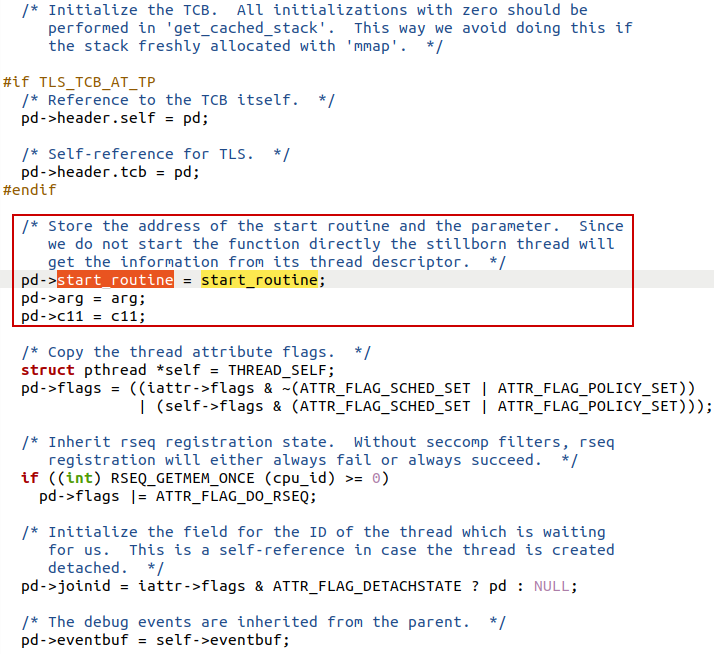 /* Initialize the TCB.  All initializations with zero should be
performed in 'get_cached_stack'.  This way we avoid doing this if
the stack freshly allocated with 'mmap'.  */
#if TLS_TCB_AT_TP
/* Reference to the TCB itself.  */
pd->header.self = pd;
/* Self-reference for TLS.  */
pd->header.tcb = pd;
#endif
/* Store the address of the start routine and the parameter.  Since
we do not start the function directly the stillborn thread will
get the information from its thread descriptor.  */
pd->start_routine = start_routine;
pd->arg = arg;
pd->c11 = c11;
/* Copy the thread attribute flags.  */
struct pthread *self = THREAD_SELF;
pd->flags = ((iattr->flags & ~(ATTR_FLAG_SCHED_SET | ATTR_FLAG_POLICY_SET))
| (self->flags & (ATTR_FLAG_SCHED_SET | ATTR_FLAG_POLICY_SET)));
/* Inherit rseq registration state.  Without seccomp filters, rseq
registration will either always fail or always succeed.  */
if ((int) RSEQ_GETMEM_ONCE (cpu_id) >= 0)
pd->flags |= ATTR_FLAG_DO_RSEQ;
/* Initialize the field for the ID of the thread which is waiting
for us.  This is a self-reference in case the thread is created
detached.  */
pd->joinid = iattr->flags & ATTR_FLAG_DETACHSTATE ? pd : NULL;
/* The debug events are inherited from the parent.  */
pd->eventbuf = self->eventbuf;